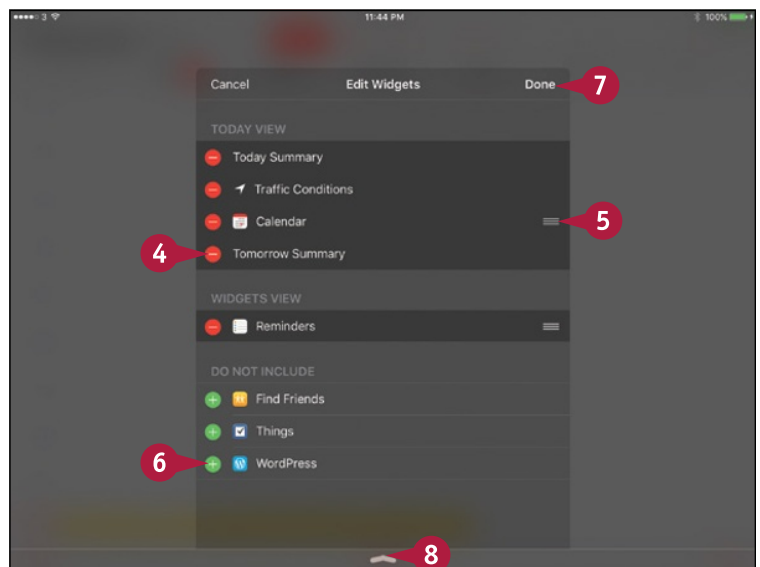 3 11:44 PM 100%
Cancel Edit Widgets Done 7
TODAY VIEW
Today Summary
Traffic Conditions
Calendar 5
4 Tomorrow Summary
WIDGETS VIEW
Reminders
DO NOT INCLUDE
Find Friends
Things
6 WordPress
8